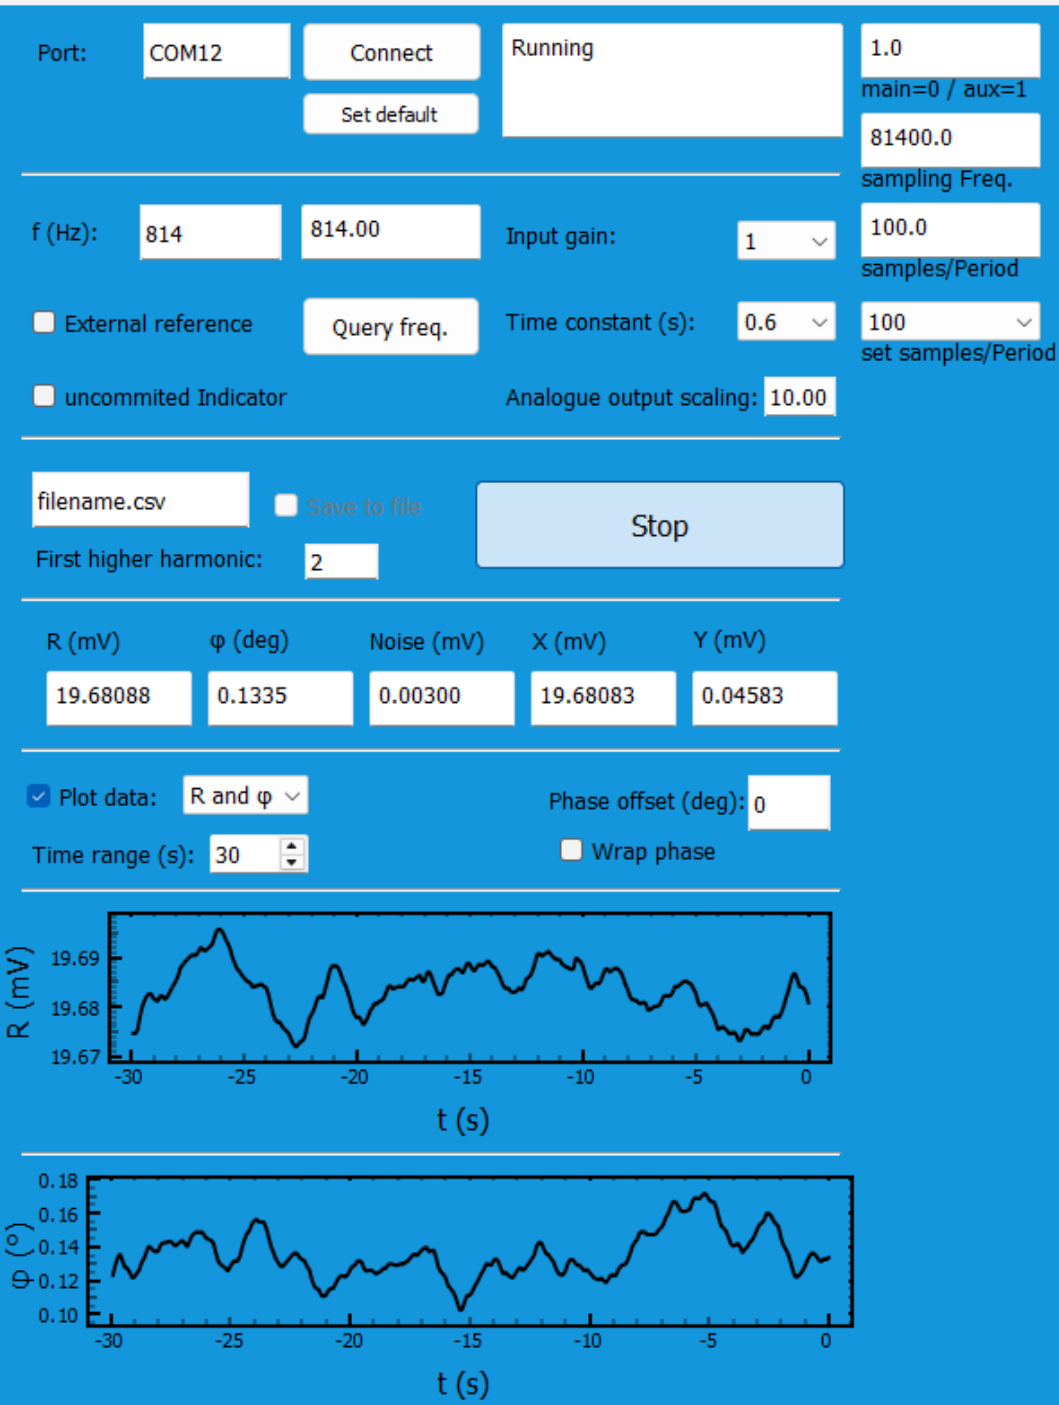 Port: COM12 Connect Running 1.0
main=0 / aux=1
Set default
81400.0
sampling Freq.
f (Hz): 814 814.00 Input gain: 1 100.0
samples/Period
External reference Query freq. Time constant (s): 0.6 100
set samples/Period
uncommited Indicator Analogue output scaling: 10.00
filename.csv Save to file Stop
First higher harmonic: 2
R (mV) φ (deg) Noise (mV) X (mV) Y (mV)
19.68088 0.1335 0.00300 19.68083 0.04583
Plot data: R and φ Phase offset (deg): 0
Time range (s): 30 Wrap phase
R (mV)
19.69
19.68
19.67
-30 -25 -20 -15 -10 -5 0
t (s)
φ (°)
0.18
0.16
0.14
0.12
0.10
-30 -25 -20 -15 -10 -5 0
t (s)